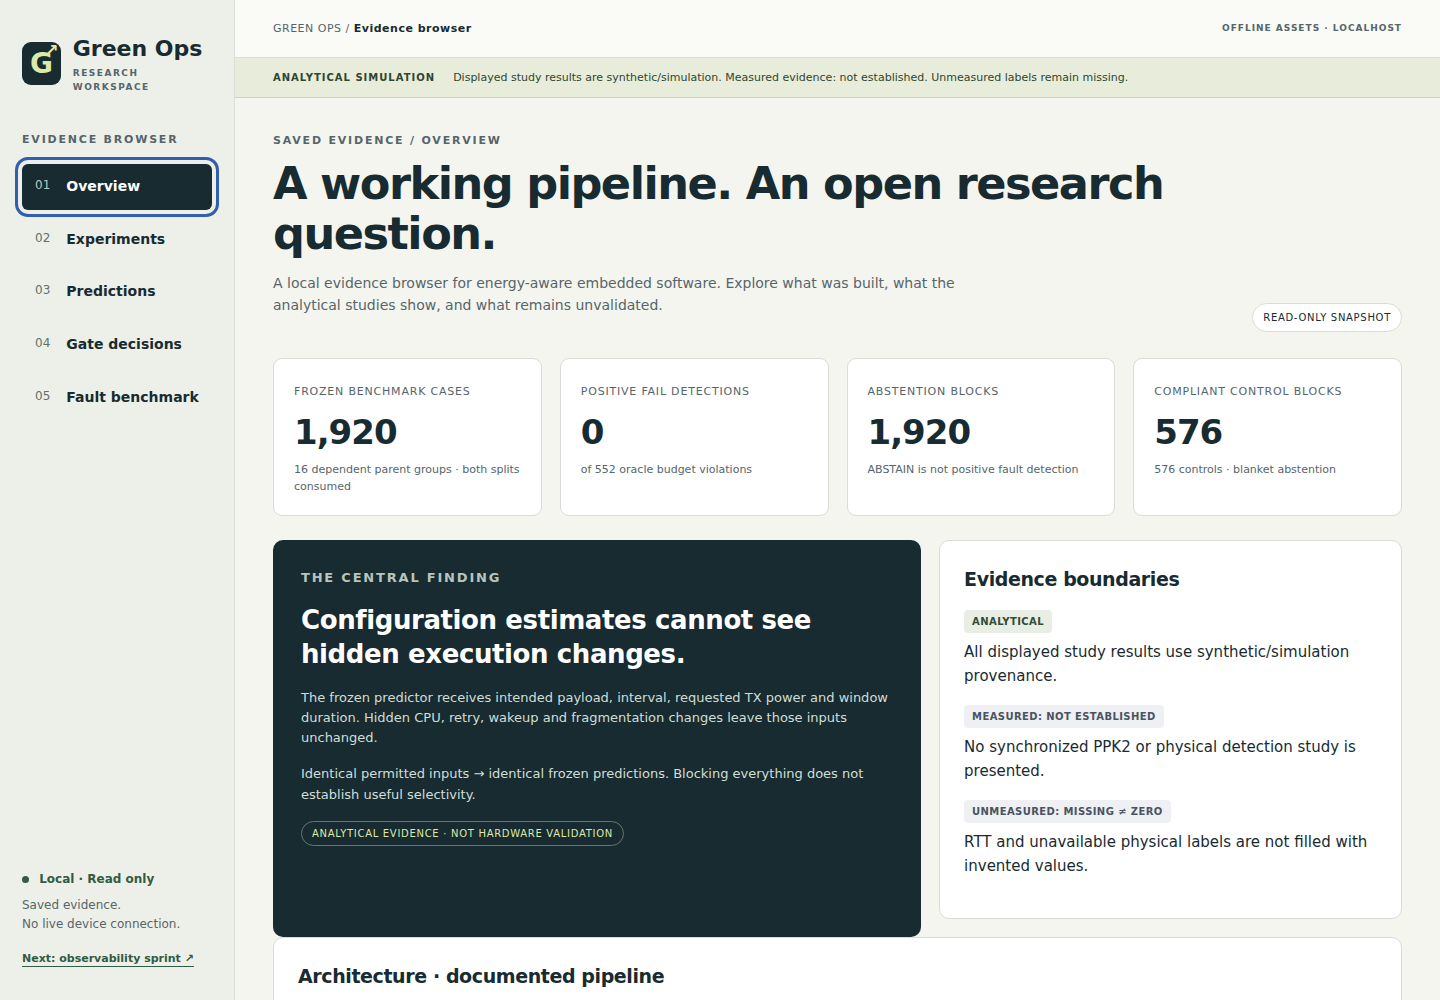 G↗
Green Ops
RESEARCH
WORKSPACE
EVIDENCE BROWSER
01 Overview
02 Experiments
03 Predictions
04 Gate decisions
05 Fault benchmark
Local · Read only
Saved evidence.
No live device connection.
Next: observability sprint ↗
GREEN OPS / Evidence browser
OFFLINE ASSETS · LOCALHOST
ANALYTICAL SIMULATION Displayed study results are synthetic/simulation. Measured evidence: not established. Unmeasured labels remain missing.
SAVED EVIDENCE / OVERVIEW
A working pipeline. An open research
question.
A local evidence browser for energy-aware embedded software. Explore what was built, what the
analytical studies show, and what remains unvalidated.
READ-ONLY SNAPSHOT
FROZEN BENCHMARK CASES
1,920
16 dependent parent groups · both splits
consumed
POSITIVE FAIL DETECTIONS
0
of 552 oracle budget violations
ABSTENTION BLOCKS
1,920
ABSTAIN is not positive fault detection
COMPLIANT CONTROL BLOCKS
576
576 controls · blanket abstention
THE CENTRAL FINDING
Configuration estimates cannot see
hidden execution changes.
The frozen predictor receives intended payload, interval, requested TX power and window
duration. Hidden CPU, retry, wakeup and fragmentation changes leave those inputs
unchanged.
Identical permitted inputs → identical frozen predictions. Blocking everything does not
establish useful selectivity.
ANALYTICAL EVIDENCE · NOT HARDWARE VALIDATION
Evidence boundaries
ANALYTICAL
All displayed study results use synthetic/simulation
provenance.
MEASURED: NOT ESTABLISHED
No synchronized PPK2 or physical detection study is
presented.
UNMEASURED: MISSING ≠ ZERO
RTT and unavailable physical labels are not filled with
invented values.
Architecture · documented pipeline